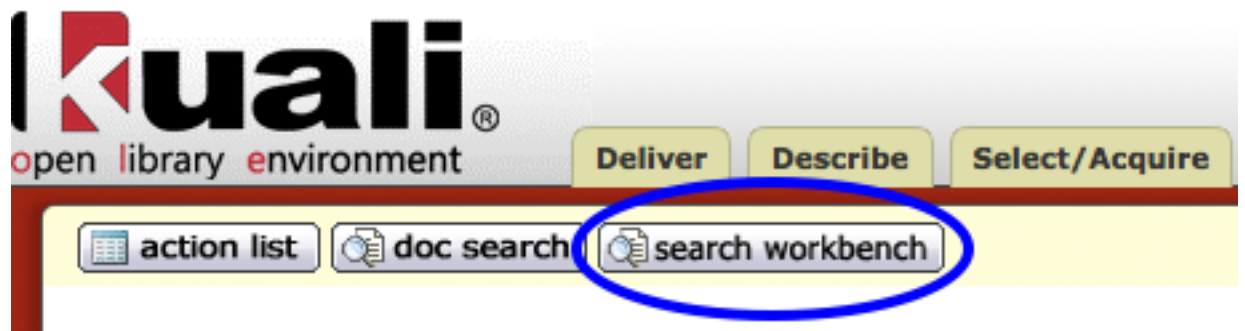 kuali®
open library environment
Deliver Describe Select/Acquire
action list doc search search workbench